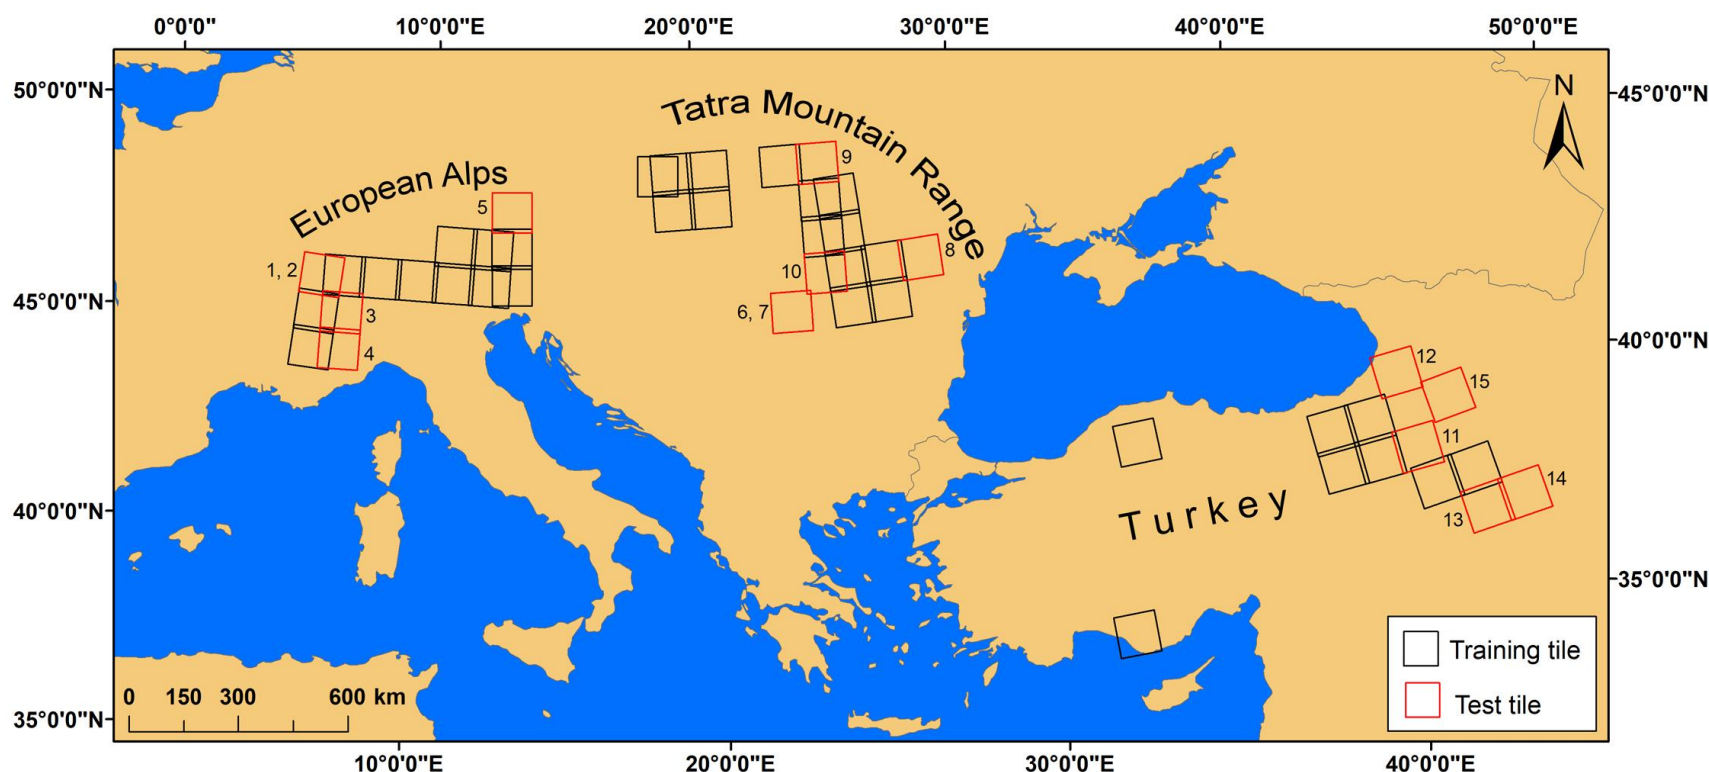 0°0'0"E 10°0'0"E 20°0'0"E 30°0'0"E 40°0'0"E 50°0'0"E
50°0'0"N 45°0'0"N
N
Tatra Mountain Range
European Alps
9
5
8
1, 2
10
45°0'0"N
6, 7
3
40°0'0"N
4
12
15
11
14
Turkey
40°0'0"N
13
35°0'0"N
Training tile
0 150 300 600 km
Test tile
35°0'0"N
10°0'0"E 20°0'0"E 30°0'0"E 40°0'0"E